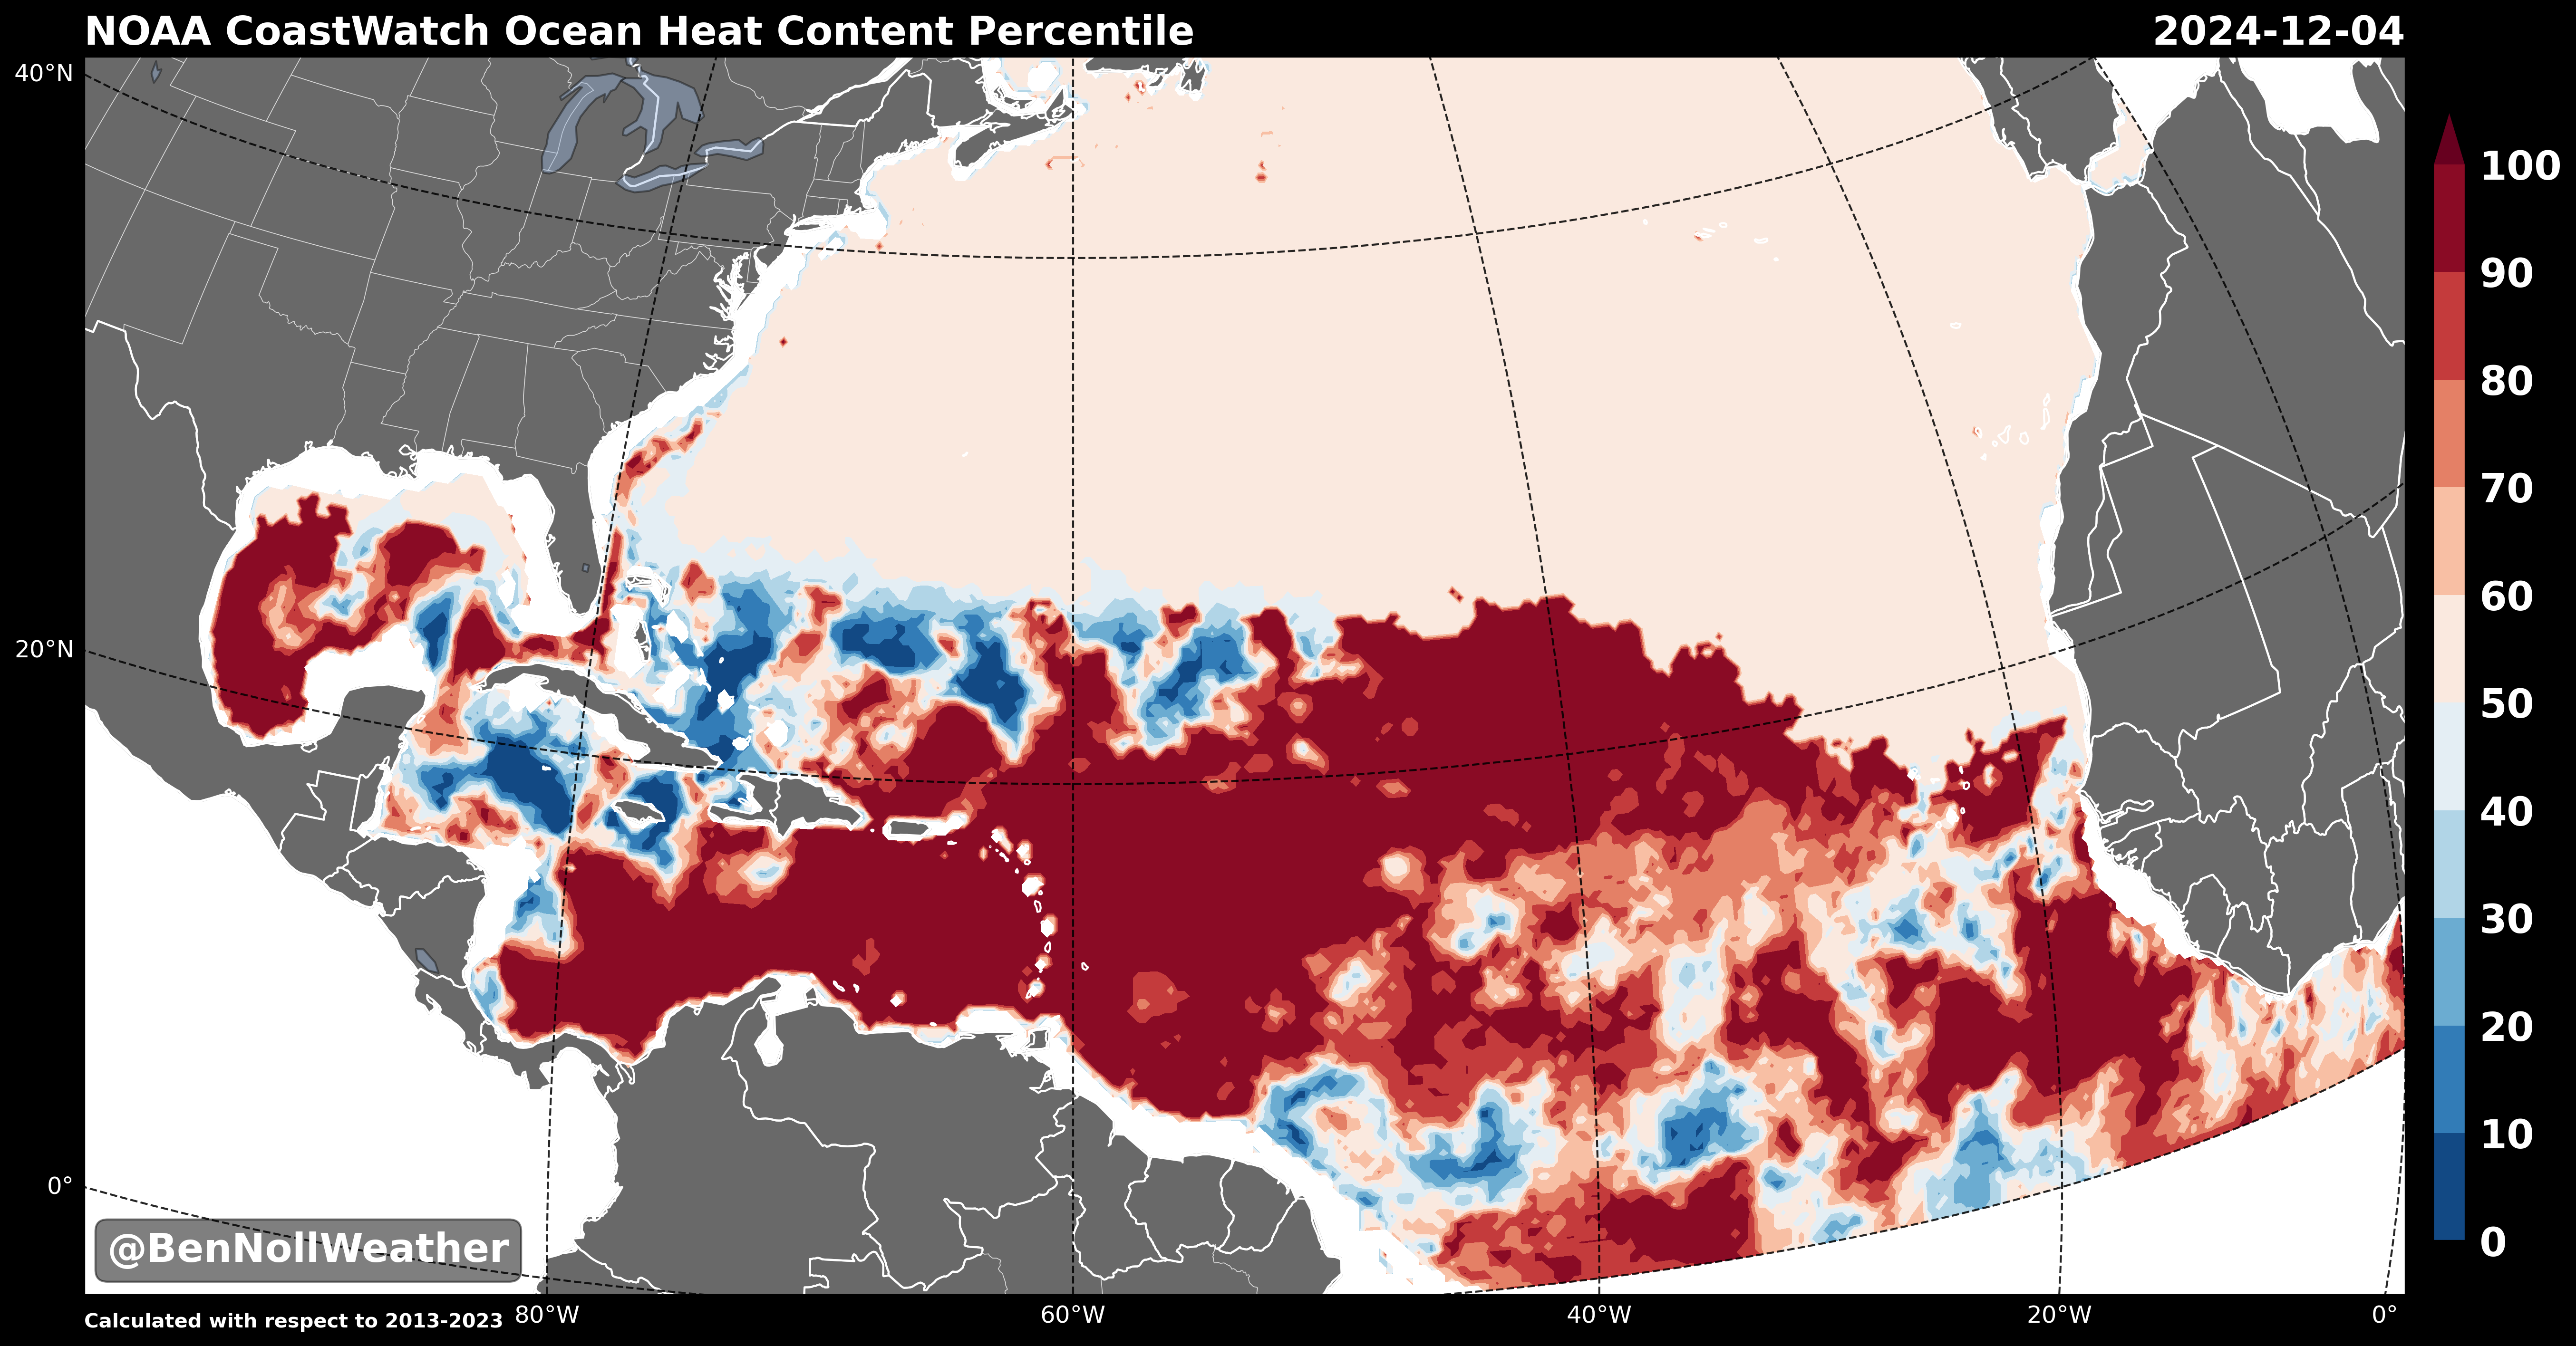 NOAA CoastWatch Ocean Heat Content Percentile
2024-12-04
40°N
20°N
0°
100
90
80
70
60
50
40
30
20
10
0
@BenNollWeather
Calculated with respect to 2013-2023
80°W
60°W
40°W
20°W
0°